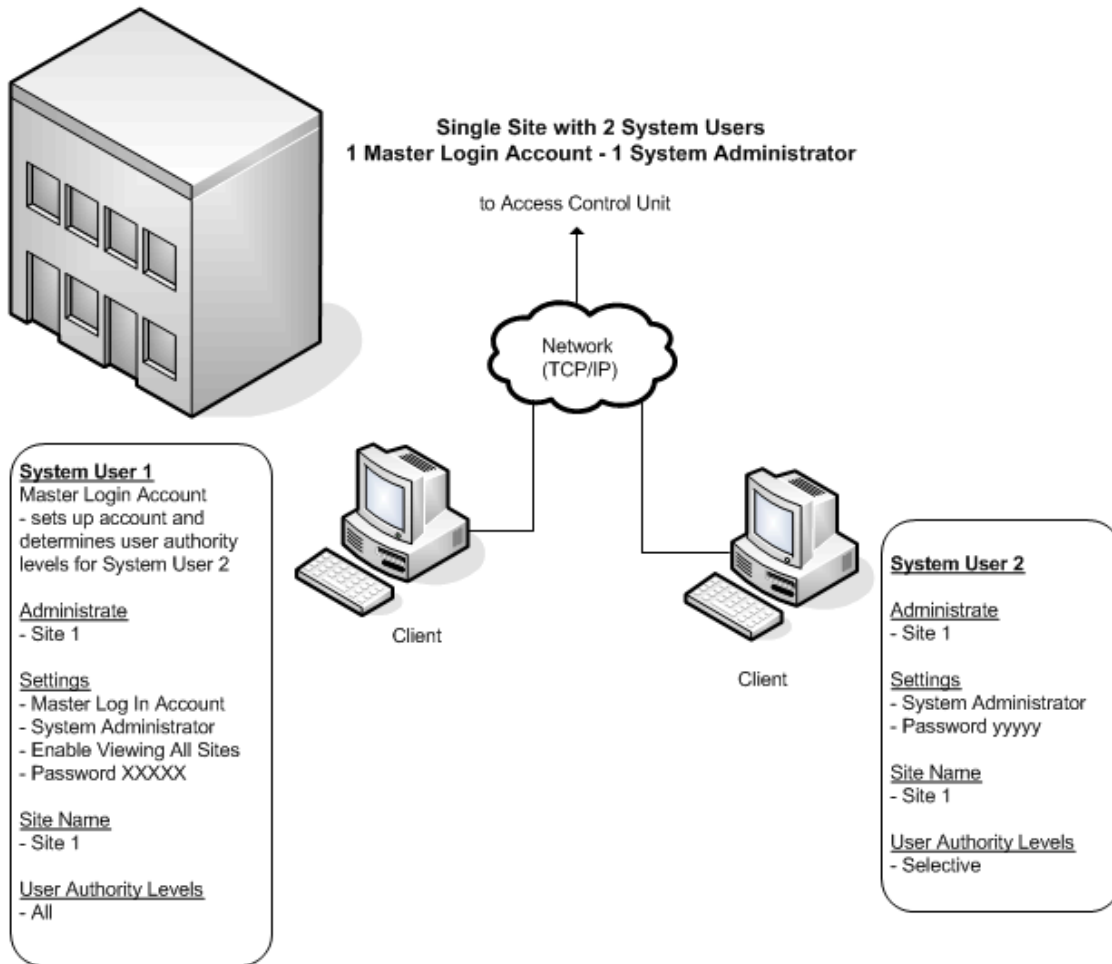 Single Site with 2 System Users
1 Master Login Account - 1 System Administrator
to Access Control Unit
Network
(TCP/IP)
System User 1
Master Login Account
- sets up account and
determines user authority
levels for System User 2
Administrate
- Site 1
Settings
- Master Log In Account
- System Administrator
- Enable Viewing All Sites
- Password XXXXX
Site Name
- Site 1
User Authority Levels
- All
Client
Client
System User 2
Administrate
- Site 1
Settings
- System Administrator
- Password yyyyy
Site Name
- Site 1
User Authority Levels
- Selective